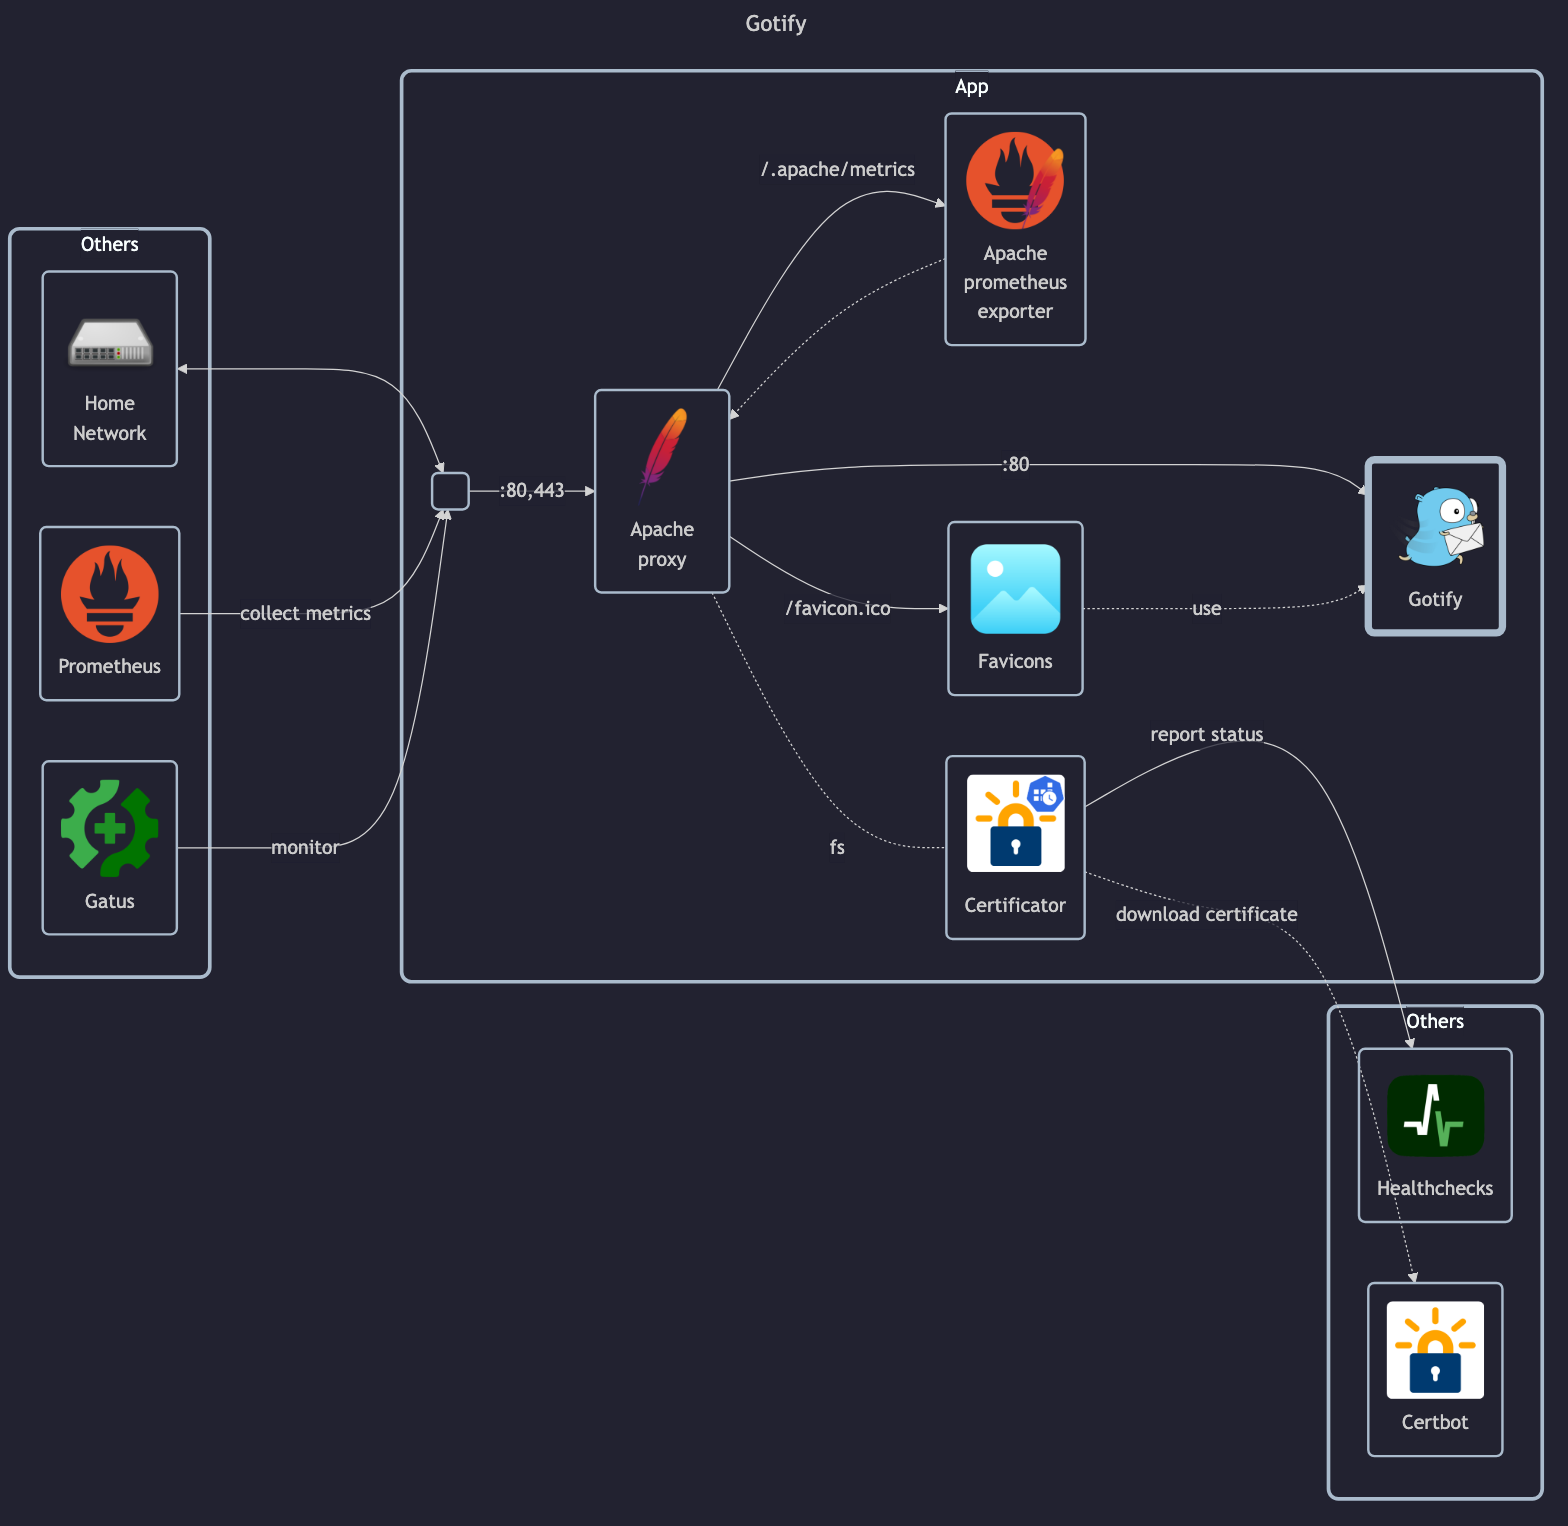 Gotify
App
/.apache/metrics
Apache
prometheus
exporter
Others
Home
Network
:80,443
Apache
proxy
:80
Gotify
/favicon.ico
use
Favicons
collect metrics
Prometheus
monitor
Gatus
fs
Certificator
report status
download certificate
Others
Healthchecks
Certbot